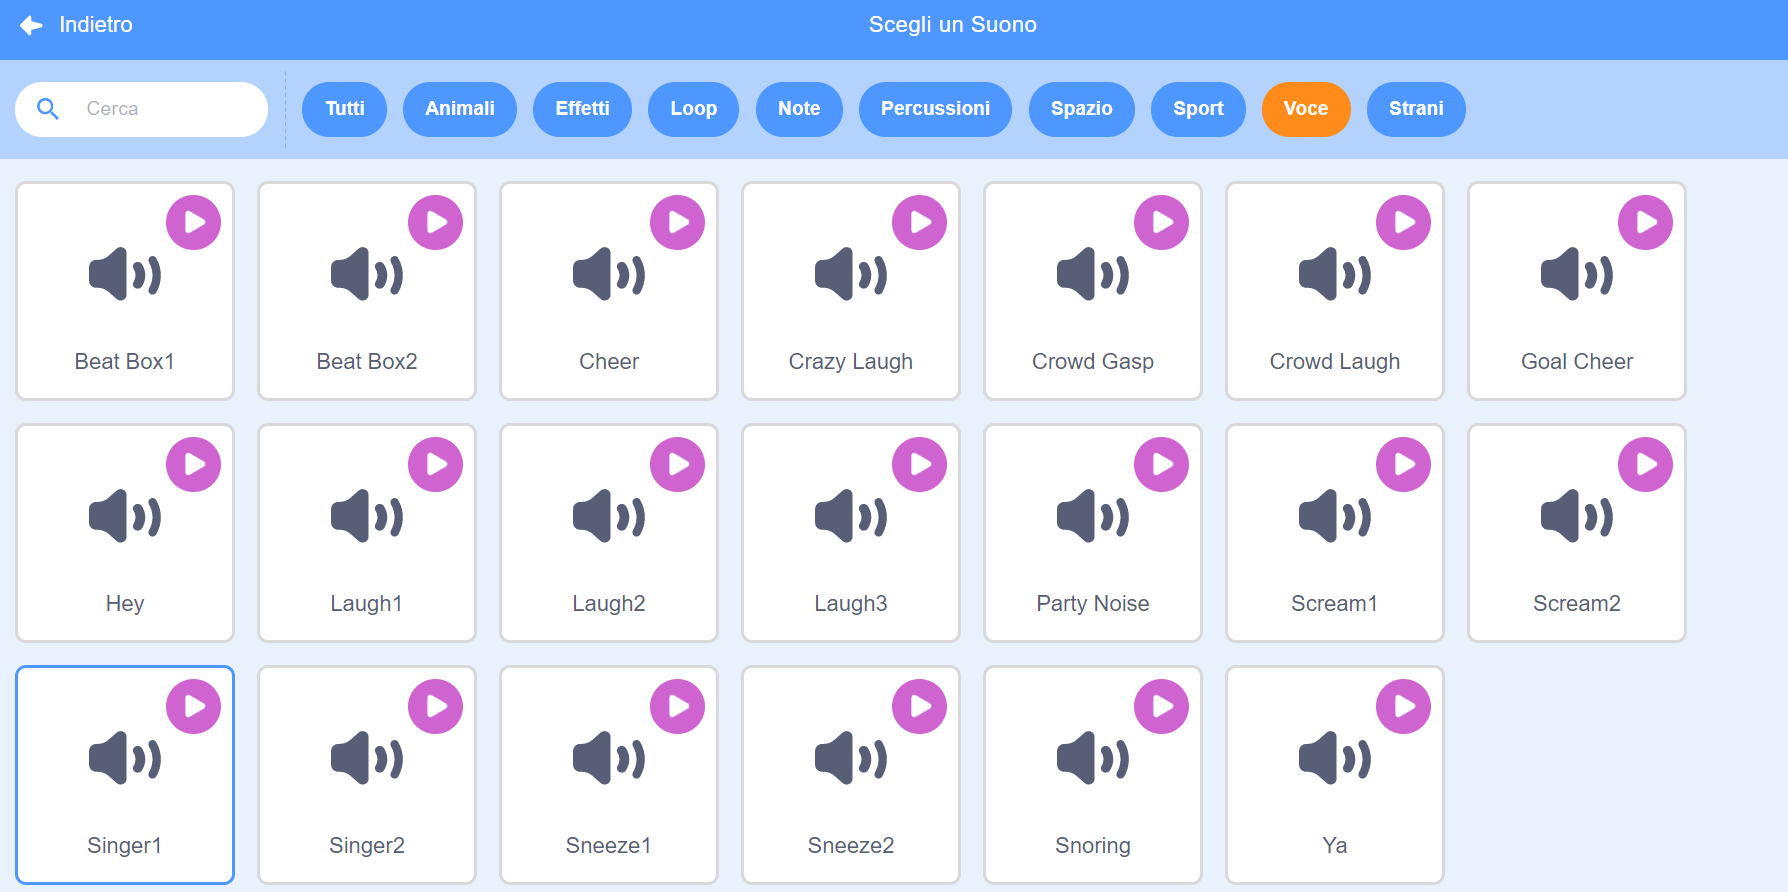 Indietro
Scegli un Suono
Cerca
Tutti
Animali
Effetti
Loop
Note
Percussioni
Spazio
Sport
Voce
Strani
Beat Box1
Beat Box2
Cheer
Crazy Laugh
Crowd Gasp
Crowd Laugh
Goal Cheer
Hey
Laugh1
Laugh2
Laugh3
Party Noise
Scream1
Scream2
Singer1
Singer2
Sneeze1
Sneeze2
Snoring
Ya